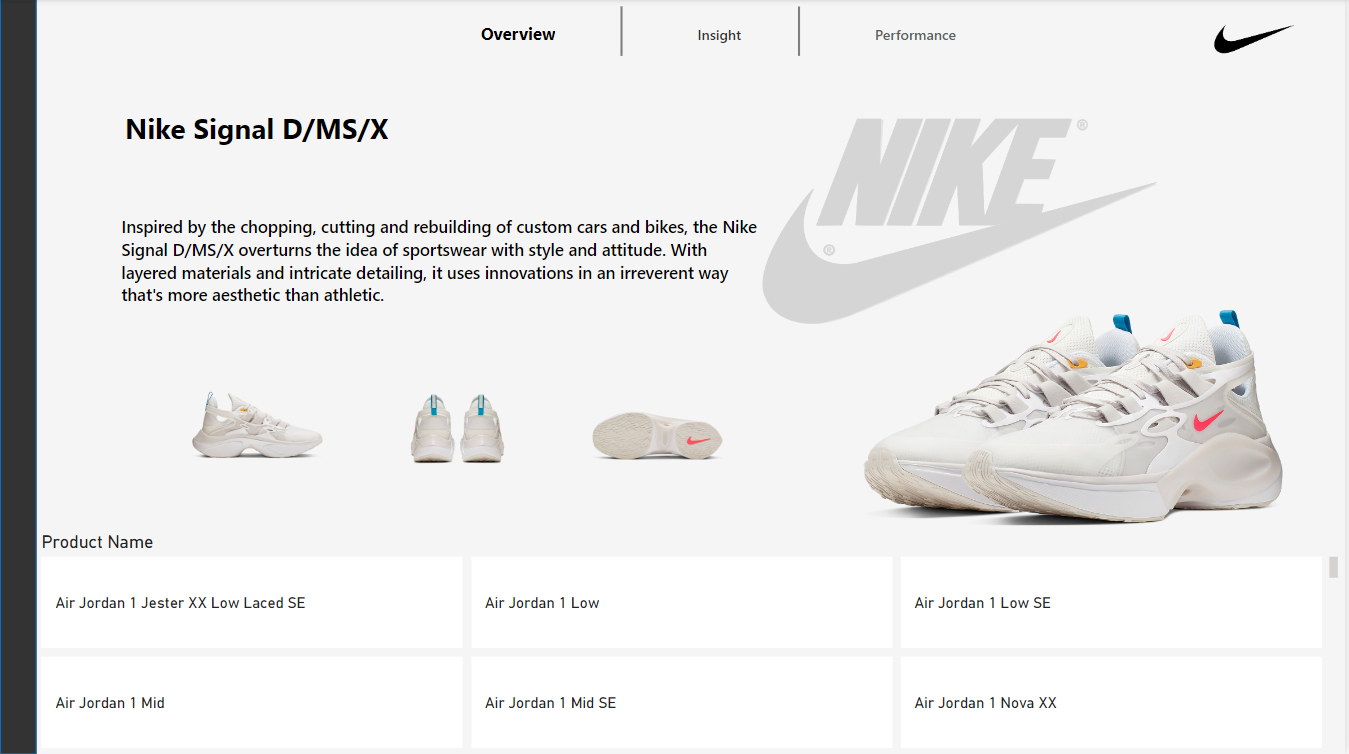 Overview
Insight
Performance
Nike Signal D/MS/X
NIKE ®
®
Inspired by the chopping, cutting and rebuilding of custom cars and bikes, the Nike
Signal D/MS/X overturns the idea of sportswear with style and attitude. With
layered materials and intricate detailing, it uses innovations in an irreverent way
that's more aesthetic than athletic.
Product Name
Air Jordan 1 Jester XX Low Laced SE
Air Jordan 1 Low
Air Jordan 1 Low SE
Air Jordan 1 Mid
Air Jordan 1 Mid SE
Air Jordan 1 Nova XX